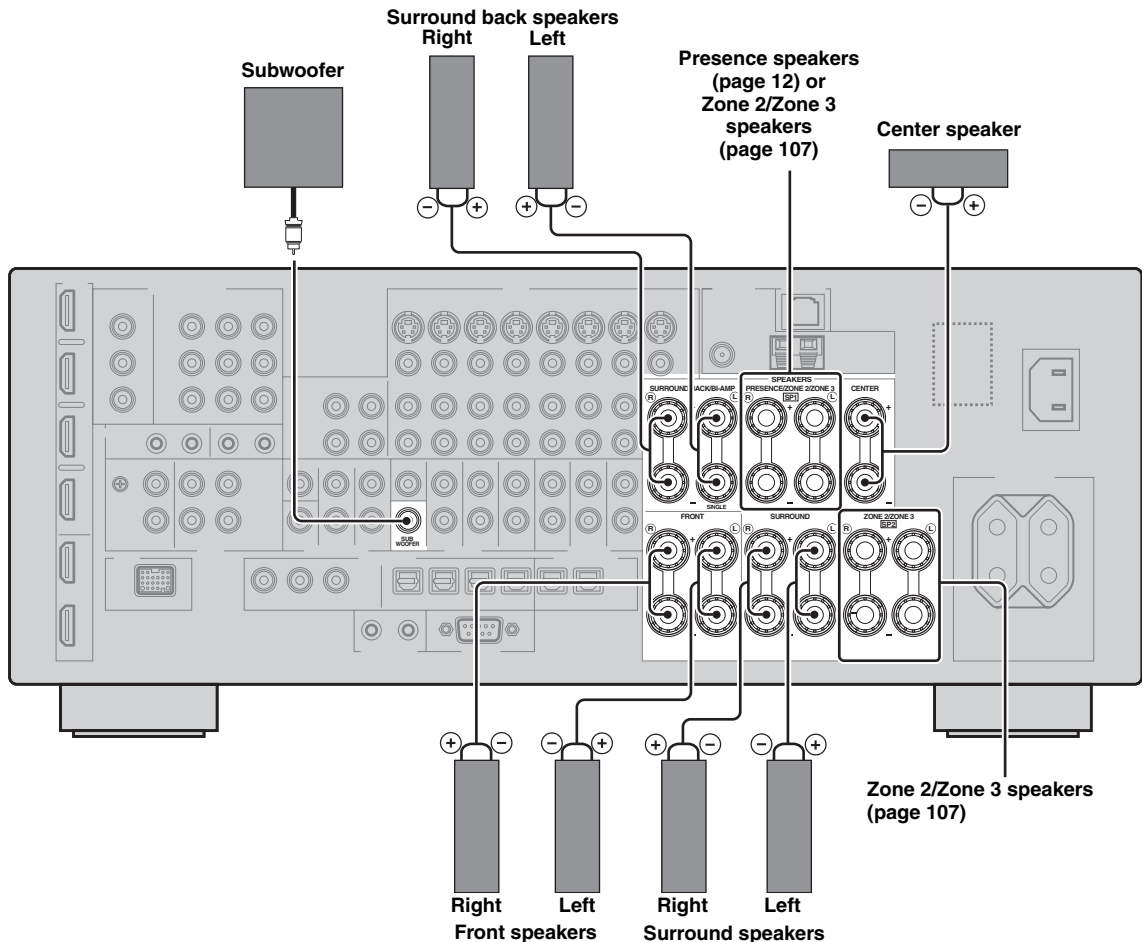 Surround back speakers
Right Left
Subwoofer
Presence speakers
(page 12) or
Zone 2/Zone 3
speakers
(page 107)
Center speaker
− + + − − +
SPEAKERS
SURROUND BACK/BI-AMP PRESENCE/ZONE 2/ZONE 3 CENTER
R L R SP1 L
+ +
− − −
SINGLE
FRONT SURROUND ZONE 2/ZONE 3
R L R L R SP2 L
+ + +
− − −
SUB
WOOFER
+ − − + + − − +
Zone 2/Zone 3 speakers
(page 107)
Right Left Right Left
Front speakers Surround speakers